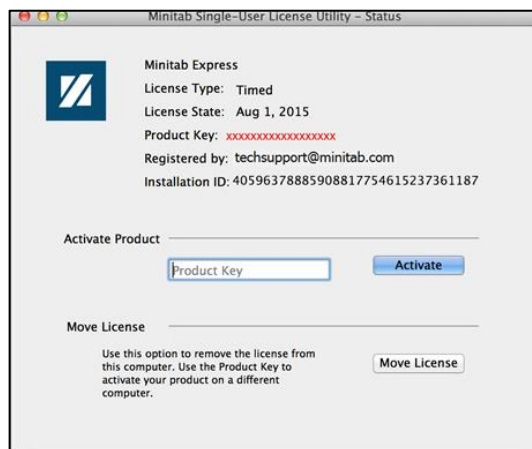 Minitab Single-User License Utility – Status
Minitab Express
License Type: Timed
License State: Aug 1, 2015
Product Key: xxxxxxxxxxxxxxxxxx
Registered by: techsupport@minitab.com
Installation ID: 40596378885908817754615237361187
Activate Product
Product Key
Activate
Move License
Use this option to remove the license from
this computer. Use the Product Key to
activate your product on a different
computer.
Move License